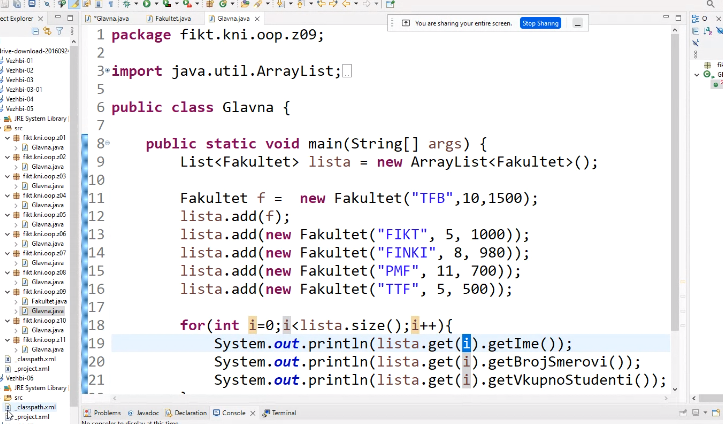 *Glavna.java
Fakultet.java
Glavna.java
You are sharing your entire screen.
Stop Sharing
ct Explorer
rive-download-2016092
Vezhbi-01
Vezhbi-02
Vezhbi-03
Vezhbi-03-01
Vezhbi-04
Vezhbi-05
JRE System Library
src
fikt.kni.oop.z01
Glavna.java
fikt.kni.oop.z02
Glavna.java
fikt.kni.oop.z03
Glavna.java
fikt.kni.oop.z04
Glavna.java
fikt.kni.oop.z05
Glavna.java
fikt.kni.oop.z06
Glavna.java
fikt.kni.oop.z07
Glavna.java
fikt.kni.oop.z08
Glavna.java
fikt.kni.oop.z09
Fakultet.java
Glavna.java
fikt.kni.oop.z10
Glavna.java
fikt.kni.oop.z11
Glavna.java
_classpath.xml
_project.xml
Vezhbi-06
JRE System Library
src
_classpath.xml
_project.xml
1 package fikt.kni.oop.z09;
2
3 import java.util.ArrayList;
5
6 public class Glavna {
7
8 public static void main(String[] args) {
9 List<Fakultet> lista = new ArrayList<Fakultet>();
10
11 Fakultet f = new Fakultet("TFB",10,1500);
12 lista.add(f);
13 lista.add(new Fakultet("FIKT", 5, 1000));
14 lista.add(new Fakultet("FINKI", 8, 980));
15 lista.add(new Fakultet("PMF", 11, 700));
16 lista.add(new Fakultet("TTF", 5, 500));
17
18 for(int i=0;i<lista.size();i++){
19 System.out.println(lista.get(i).getIme());
20 System.out.println(lista.get(i).getBrojSmerovi());
21 System.out.println(lista.get(i).getVkupnoStudenti());
Problems
Javadoc
Declaration
Console
Terminal
No consoles to display at this time.